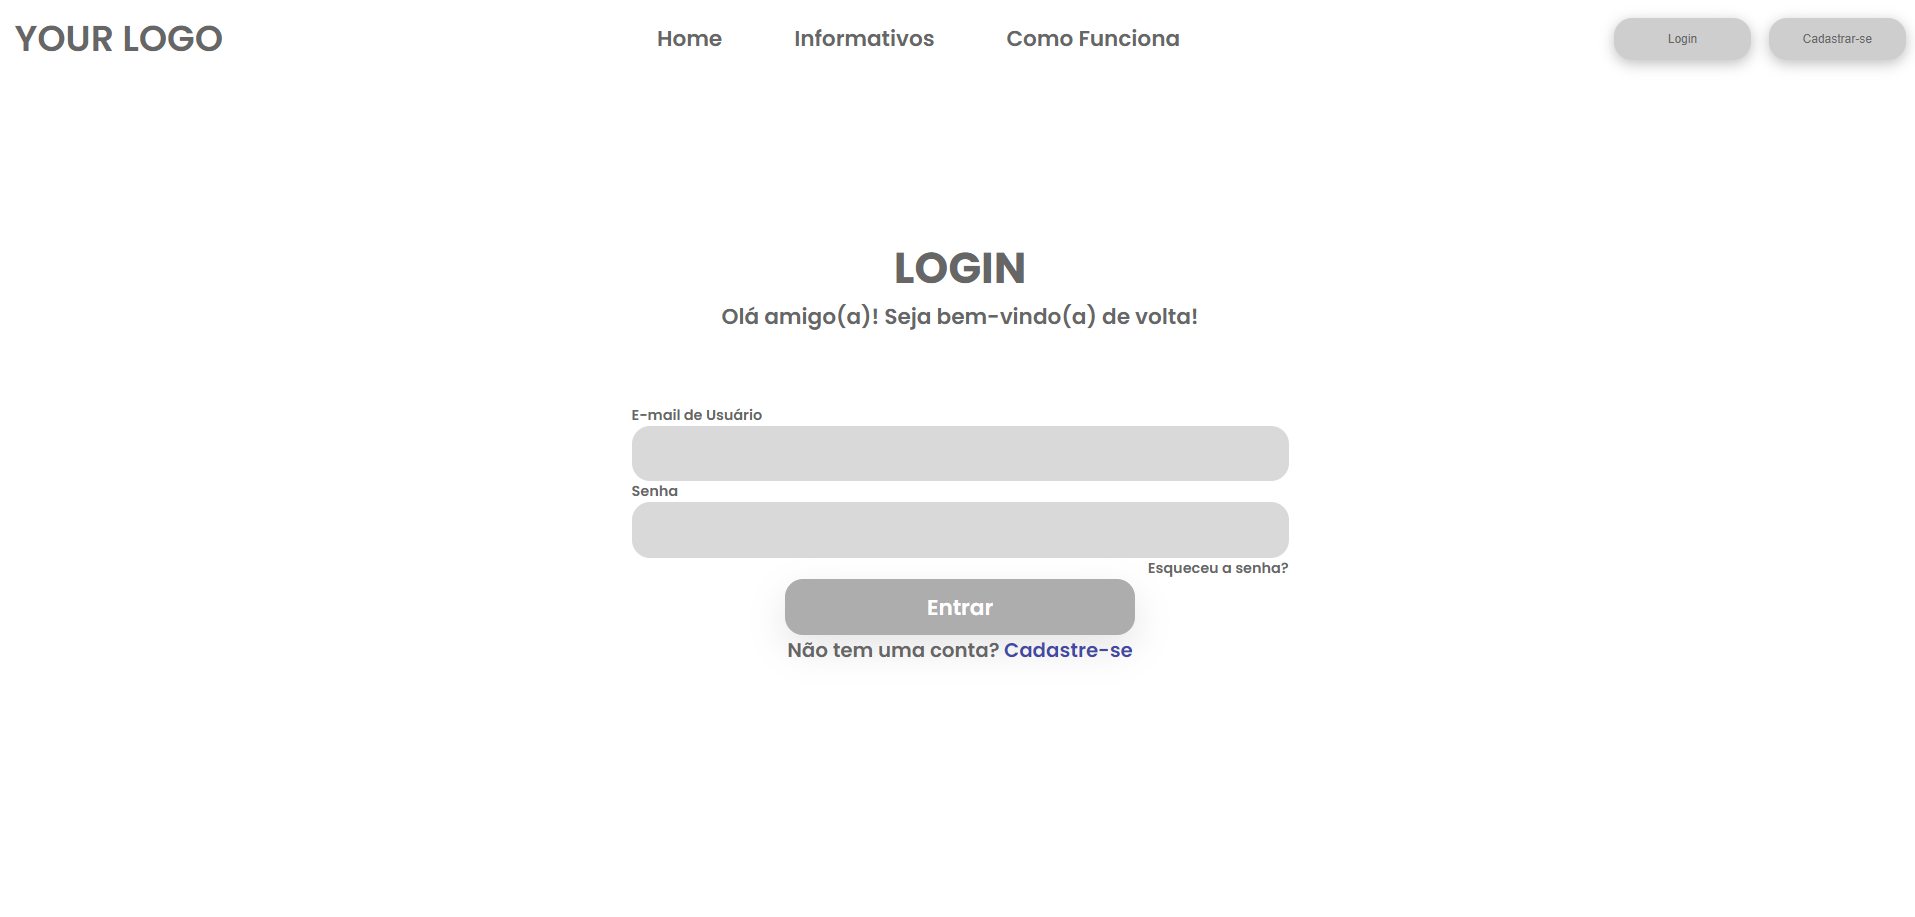 YOUR LOGO
Home Informativos Como Funciona
Login Cadastrar-se
LOGIN
Olá amigo(a)! Seja bem-vindo(a) de volta!
E-mail de Usuário
Senha
Esqueceu a senha?
Entrar
Não tem uma conta? Cadastre-se